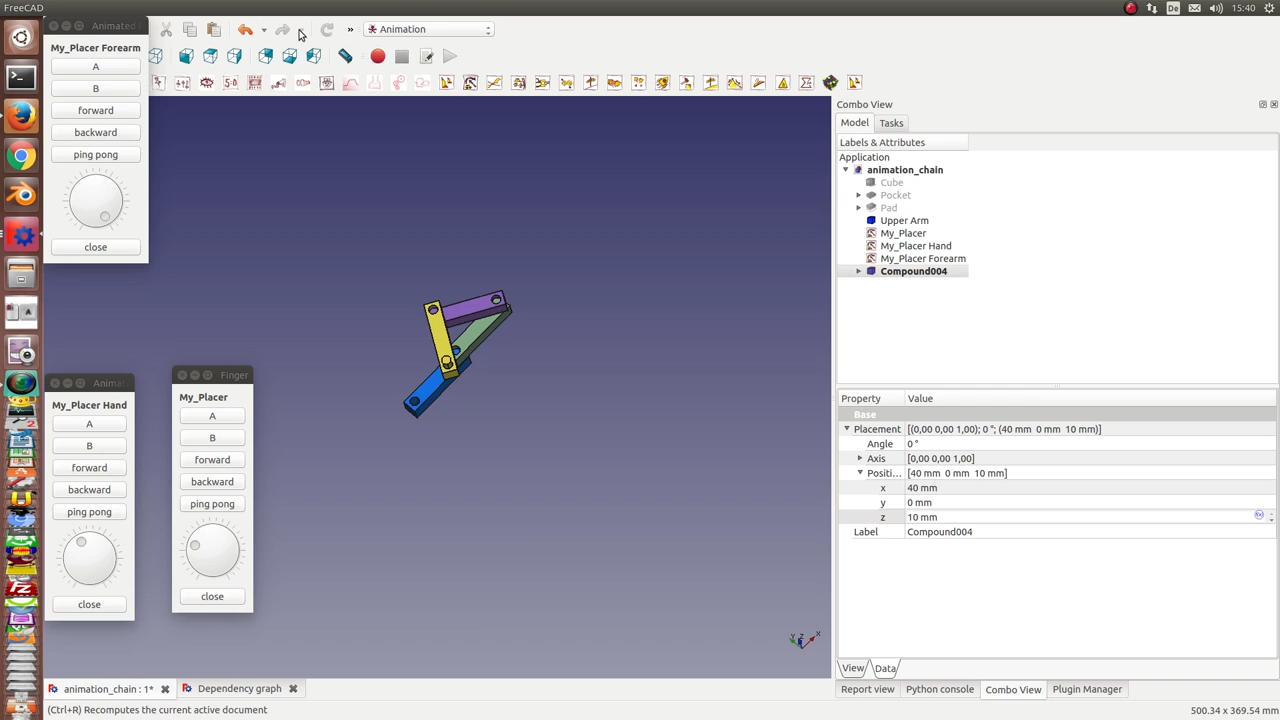 FreeCAD
De
15:40
Animated
My_Placer Forearm
A
B
forward
backward
ping pong
close
»
Animation
Animat
My_Placer Hand
A
B
forward
backward
ping pong
close
Finger
My_Placer
A
B
forward
backward
ping pong
close
Combo View
Model
Tasks
Labels & Attributes
Application
animation_chain
Cube
Pocket
Pad
Upper Arm
My_Placer
My_Placer Hand
My_Placer Forearm
Compound004
Property
Value
Base
Placement
[(0,00 0,00 1,00); 0 °; (40 mm 0 mm 10 mm)]
Angle
0 °
Axis
[0,00 0,00 1,00]
Positi...
[40 mm 0 mm 10 mm]
x
40 mm
y
0 mm
z
10 mm
Label
Compound004
View
Data
animation_chain : 1*
Dependency graph
Report view
Python console
Combo View
Plugin Manager
(Ctrl+R) Recomputes the current active document
500.34 x 369.54 mm